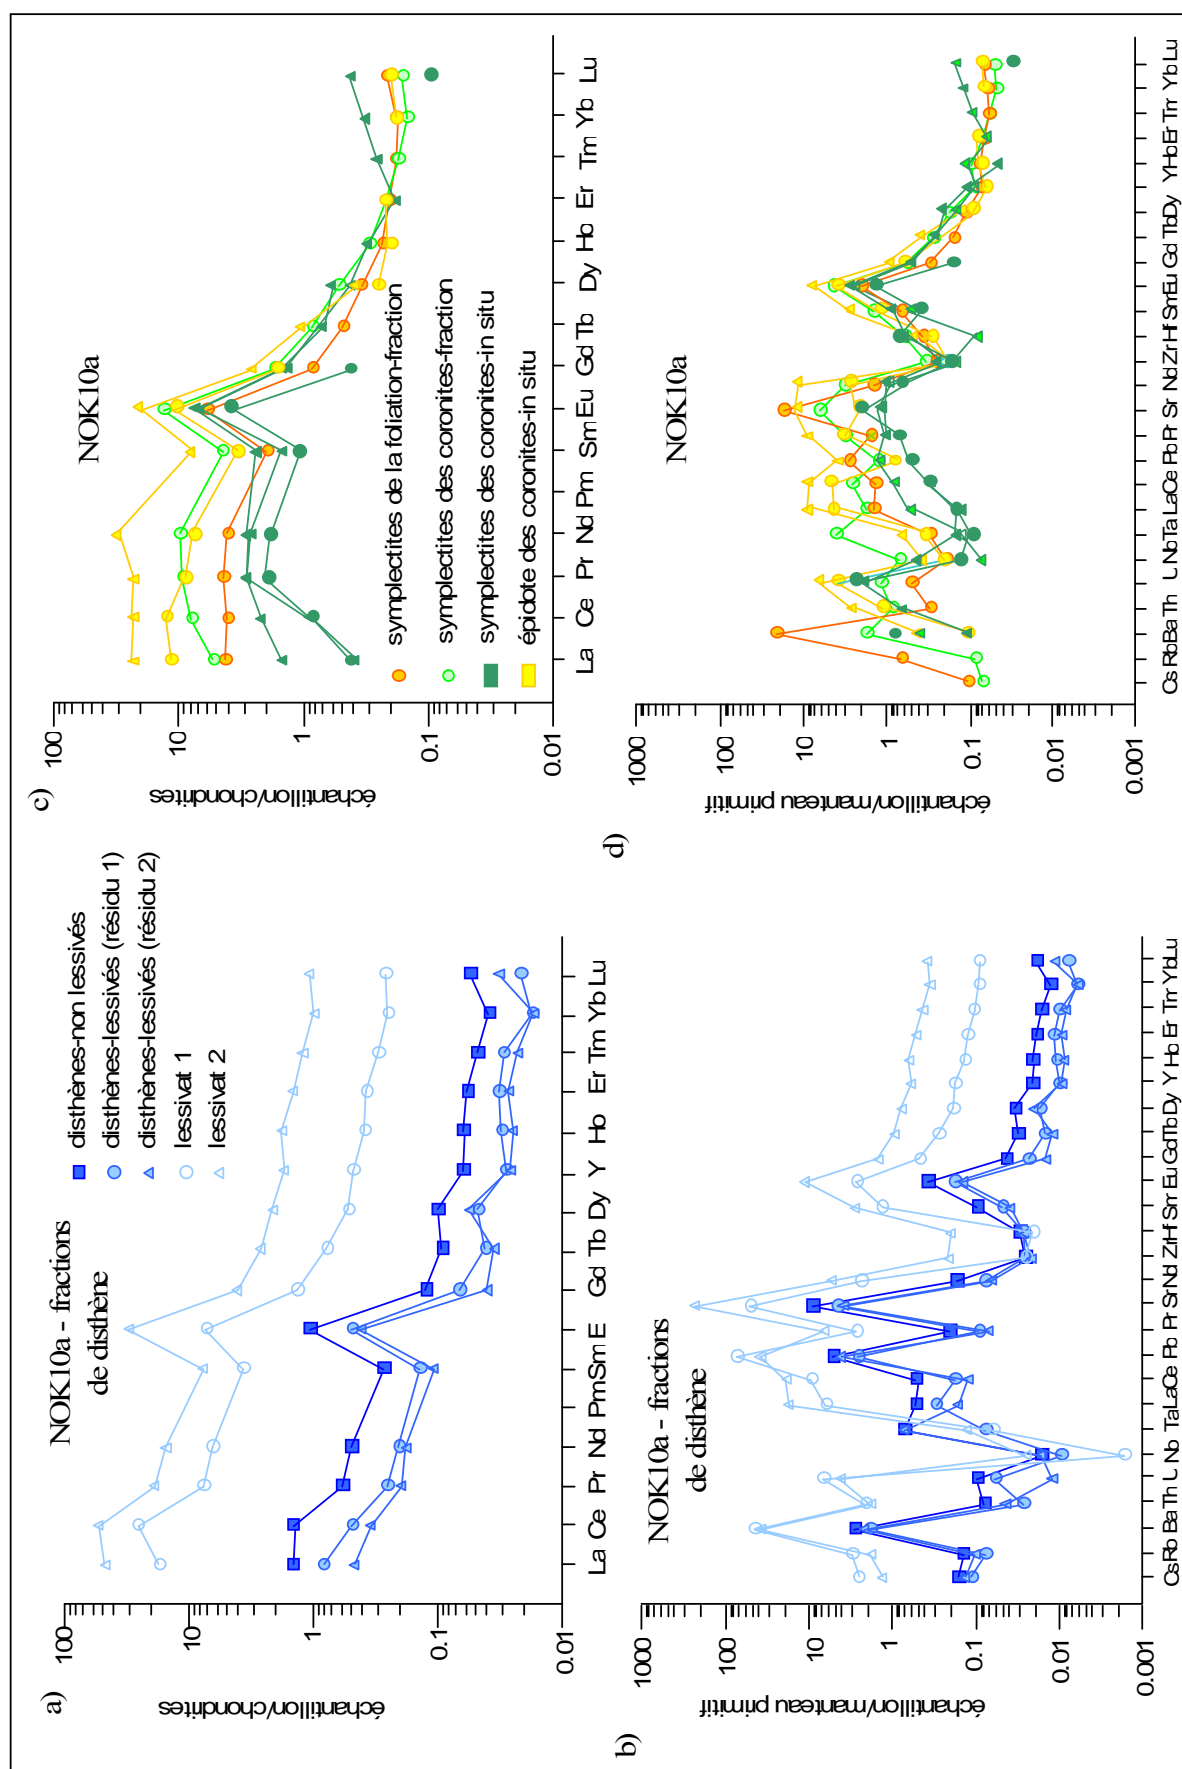 a)
NOK10a - fractions
de disthène
disthènes-non lessivés
disthènes-lessivés (résidu 1)
disthènes-lessivés (résidu 2)
lessivat 1
lessivat 2
échantillon/chondrites
100
10
1
0.1
0.01
La Ce Pr Nd Pm Sm E Gd Tb Dy Y Ho Er Tm Yb Lu
b)
NOK10a - fractions
de disthène
échantillon/manteau primitif
1000
100
10
1
0.1
0.01
0.001
Cs Rb Ba Th U Nb Ta La Ce Pb Pr Sr Nd Zr Hf Sm Eu Gd Tb Dy Y Ho Er Tm Yb Lu
c)
NOK10a
échantillon/chondrites
100
10
1
0.1
0.01
symplectites de la foliation-fraction
symplectites des coronites-fraction
symplectites des coronites-in situ
épidote des coronites-in situ
La Ce Pr Nd Pm Sm Eu Gd Tb Dy Ho Er Tm Yb Lu
d)
NOK10a
échantillon/manteau primitif
1000
100
10
1
0.1
0.01
0.001
Cs Rb Ba Th U Nb Ta La Ce Pb Pr Sr Nd Zr Hf Sm Eu Gd Tb Dy Y Ho Er Tm Yb Lu